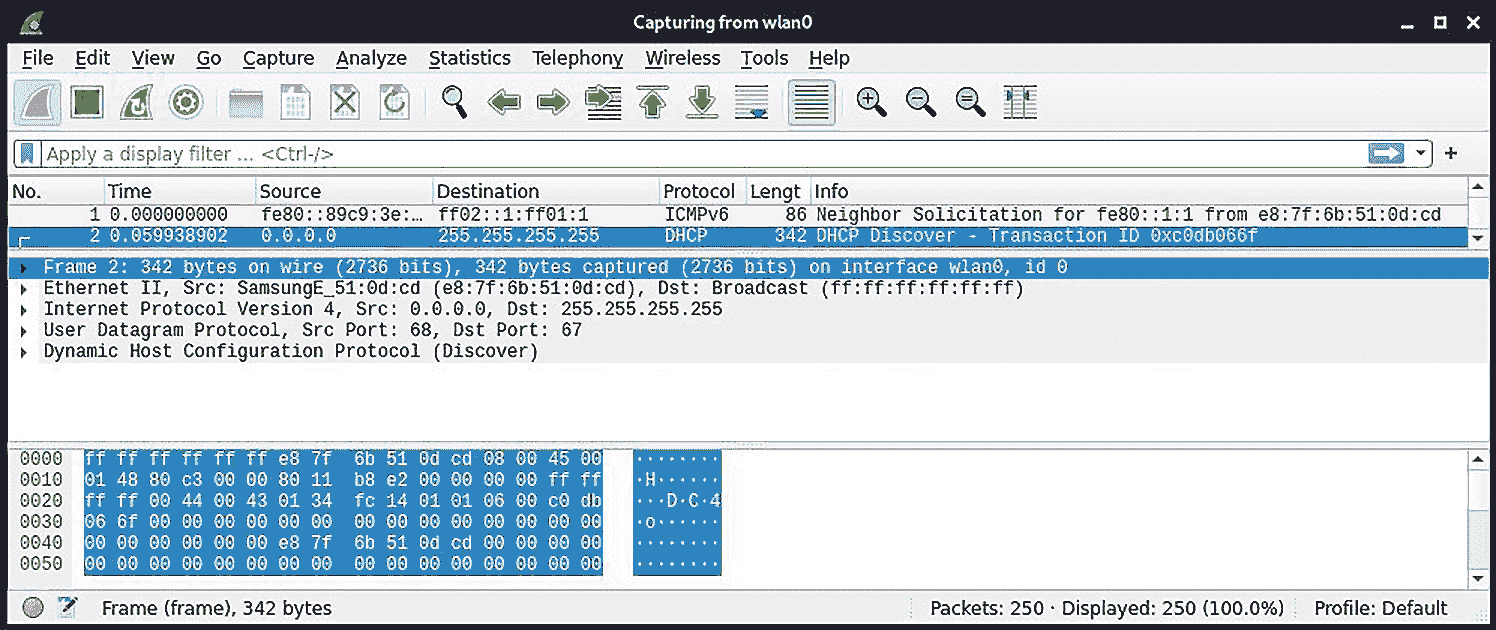 Capturing from wlan0
File Edit View Go Capture Analyze Statistics Telephony Wireless Tools Help
Apply a display filter ... <Ctrl-/>
No. Time Source Destination Protocol Lengt Info
1 0.000000000 fe80::89c9:3e:… ff02::1:ff01:1 ICMPv6 86 Neighbor Solicitation for fe80::1:1 from e8:7f:6b:51:0d:cd
2 0.059938902 0.0.0.0 255.255.255.255 DHCP 342 DHCP Discover - Transaction ID 0xc0db066f
Frame 2: 342 bytes on wire (2736 bits), 342 bytes captured (2736 bits) on interface wlan0, id 0
Ethernet II, Src: SamsungE_51:0d:cd (e8:7f:6b:51:0d:cd), Dst: Broadcast (ff:ff:ff:ff:ff:ff)
Internet Protocol Version 4, Src: 0.0.0.0, Dst: 255.255.255.255
User Datagram Protocol, Src Port: 68, Dst Port: 67
Dynamic Host Configuration Protocol (Discover)
0000 ff ff ff ff ff ff e8 7f 6b 51 0d cd 08 00 45 00 ········
0010 01 48 80 c3 00 00 80 11 b8 e2 00 00 00 00 ff ff ·H······
0020 ff ff 00 44 00 43 01 34 fc 14 01 01 06 00 c0 db ···D·C·4
0030 06 6f 00 00 00 00 00 00 00 00 00 00 00 00 00 00 ·o······
0040 00 00 00 00 00 00 e8 7f 6b 51 0d cd 00 00 00 00 ········
0050 00 00 00 00 00 00 00 00 00 00 00 00 00 00 00 00 ········
Frame (frame), 342 bytes Packets: 250 · Displayed: 250 (100.0%) Profile: Default